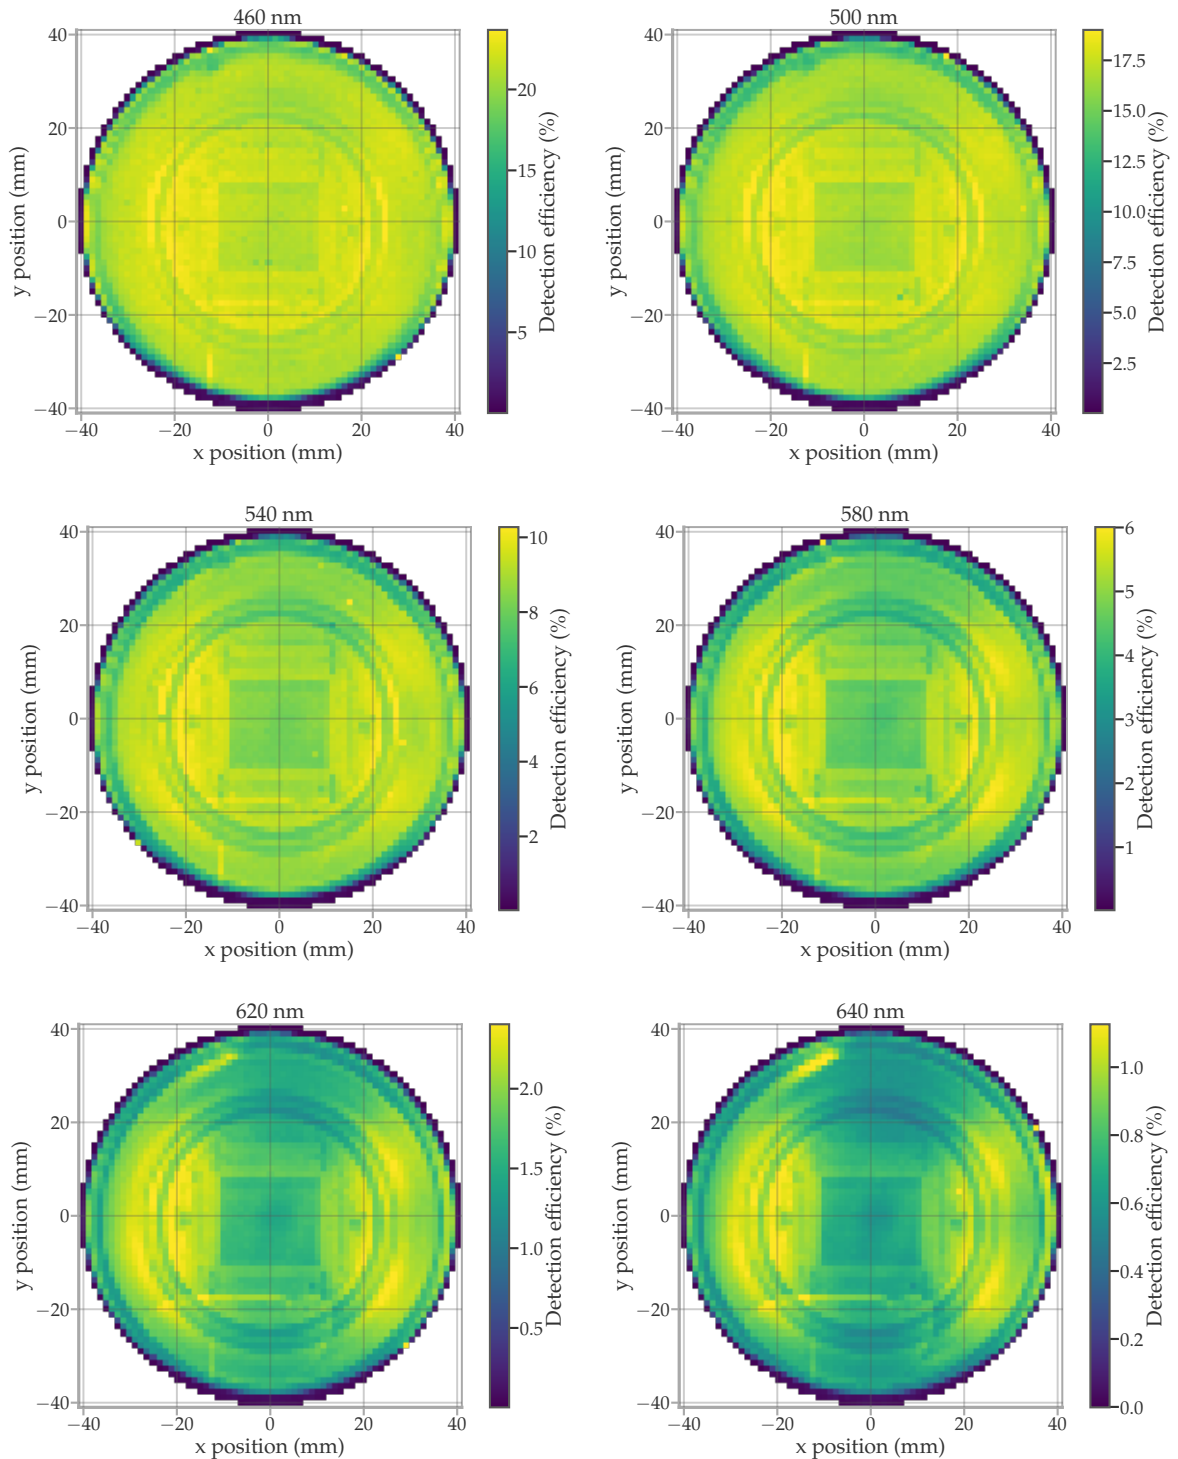 460 nm
40
20
0
−20
−40
−40 −20 0 20 40
x position (mm)
y position (mm)
20
15
10
5
Detection efficiency (%)
500 nm
40
20
0
−20
−40
−40 −20 0 20 40
x position (mm)
y position (mm)
17.5
15.0
12.5
10.0
7.5
5.0
2.5
Detection efficiency (%)
540 nm
40
20
0
−20
−40
−40 −20 0 20 40
x position (mm)
y position (mm)
10
8
6
4
2
Detection efficiency (%)
580 nm
40
20
0
−20
−40
−40 −20 0 20 40
x position (mm)
y position (mm)
6
5
4
3
2
1
Detection efficiency (%)
620 nm
40
20
0
−20
−40
−40 −20 0 20 40
x position (mm)
y position (mm)
2.0
1.5
1.0
0.5
Detection efficiency (%)
640 nm
40
20
0
−20
−40
−40 −20 0 20 40
x position (mm)
y position (mm)
1.0
0.8
0.6
0.4
0.2
0.0
Detection efficiency (%)